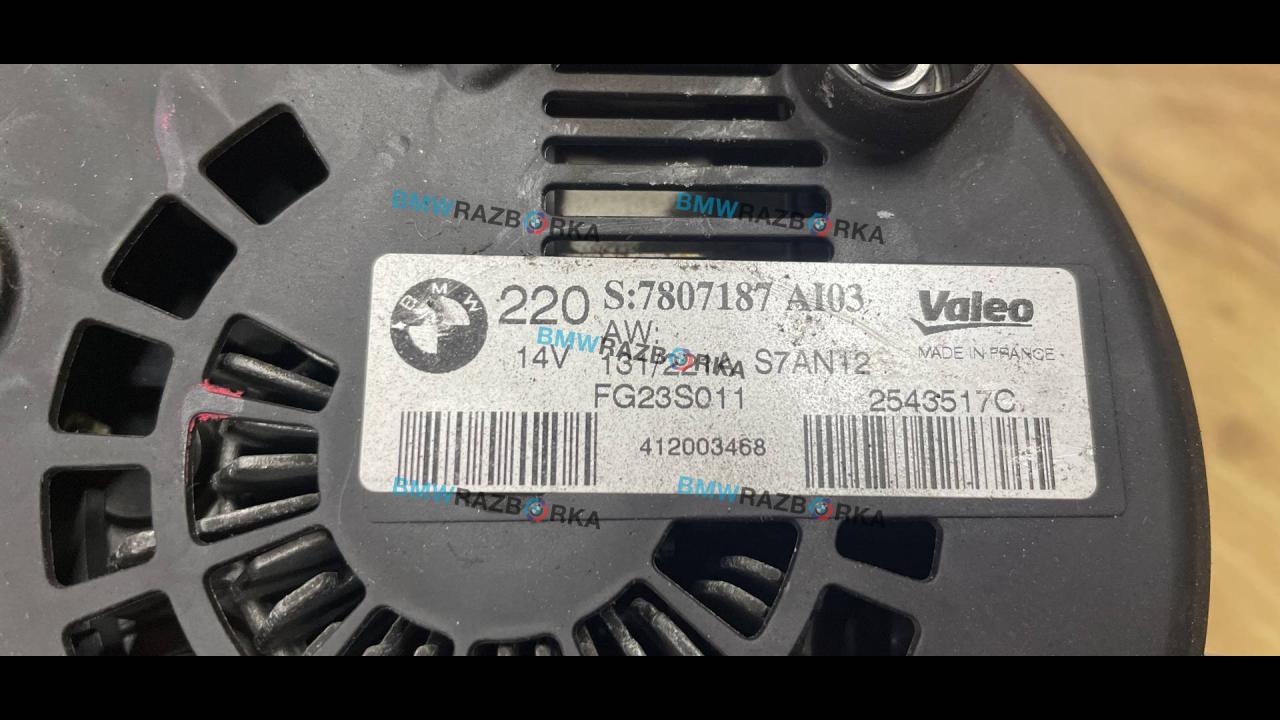 BMWRAZBORKA BMWRAZBORKA
BMW 220 S:7807187 AI03 Valeo
AW:
BMWRAZBORKA
14V 131/221A S7AN12 MADE IN FRANCE
FG23S011 2543517C
412003468
BMWRAZBORKA BMWRAZBORKA